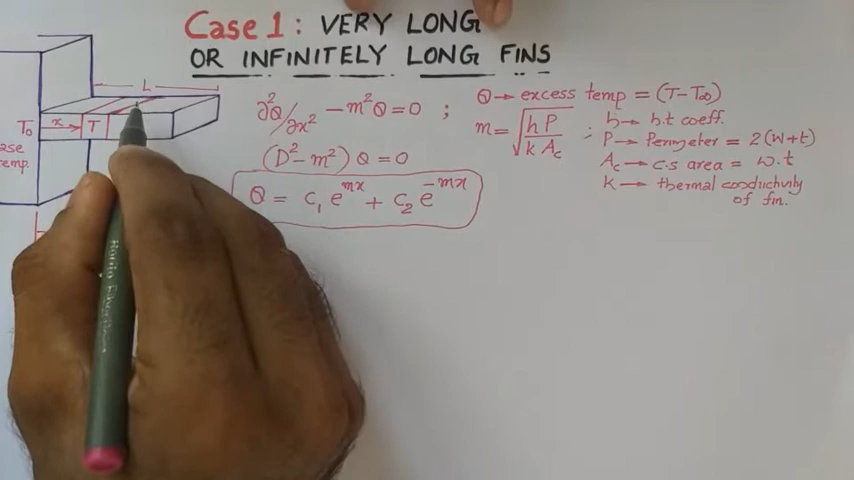 Case 1: VERY LONG
OR INFINITELY LONG FINS
L
T₀
x
T
ase
emp.
∂²θ/∂x² - m²θ = 0 ;
(D² - m²) θ = 0
θ = c₁ e^mx + c₂ e^-mx
θ → excess temp = (T-T∞)
m = √(hP/kAc) ;
h → h.t coeff.
P → Perimeter = 2(w+t)
Ac → c.s area = w.t
k → thermal conductivity
of fin.